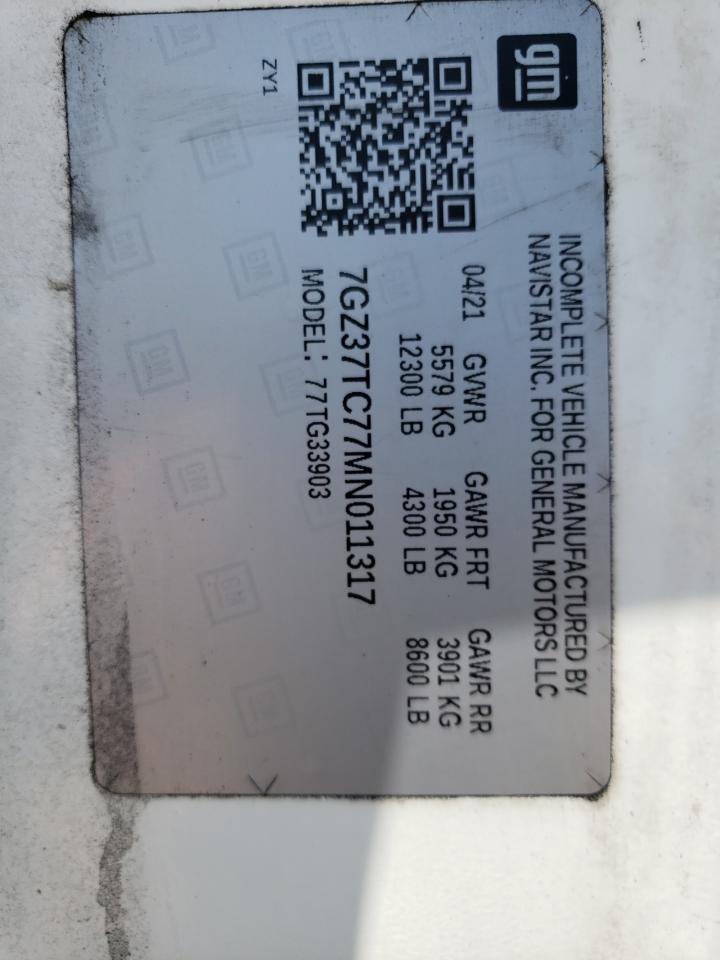 gm
INCOMPLETE VEHICLE MANUFACTURED BY
NAVISTAR INC. FOR GENERAL MOTORS LLC
04/21 GVWR GAWR FRT GAWR RR
5579 KG 1950 KG 3901 KG
12300 LB 4300 LB 8600 LB
7GZ37TC77MN011317
MODEL: 77TG33903
ZY1